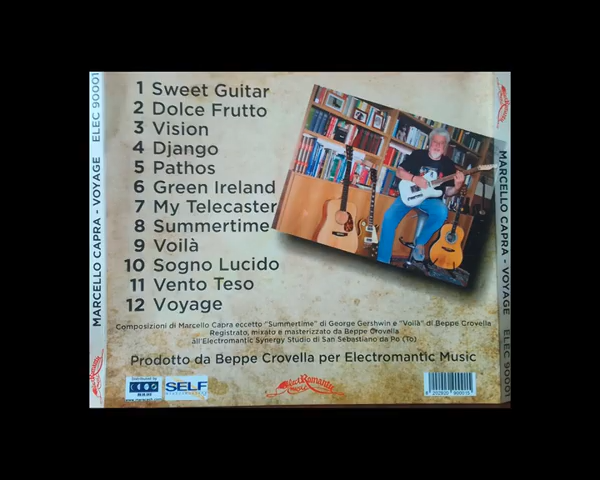 MARCELLO CAPRA - VOYAGE ELEC 90001
1 Sweet Guitar
2 Dolce Frutto
3 Vision
4 Django
5 Pathos
6 Green Ireland
7 My Telecaster
8 Summertime
9 Voilà
10 Sogno Lucido
11 Vento Teso
12 Voyage
Composizioni di Marcello Capra eccetto "Summertime" di George Gershwin e "Voilà" di Beppe Crovella
Registrato, mixato e masterizzato da Beppe Crovella
all'Electromantic Synergy Studio di San Sebastiano da Po (To)
Prodotto da Beppe Crovella per Electromantic Music
Distributed by
SELF
ElectRomantic
MARCELLO CAPRA - VOYAGE ELEC 90001